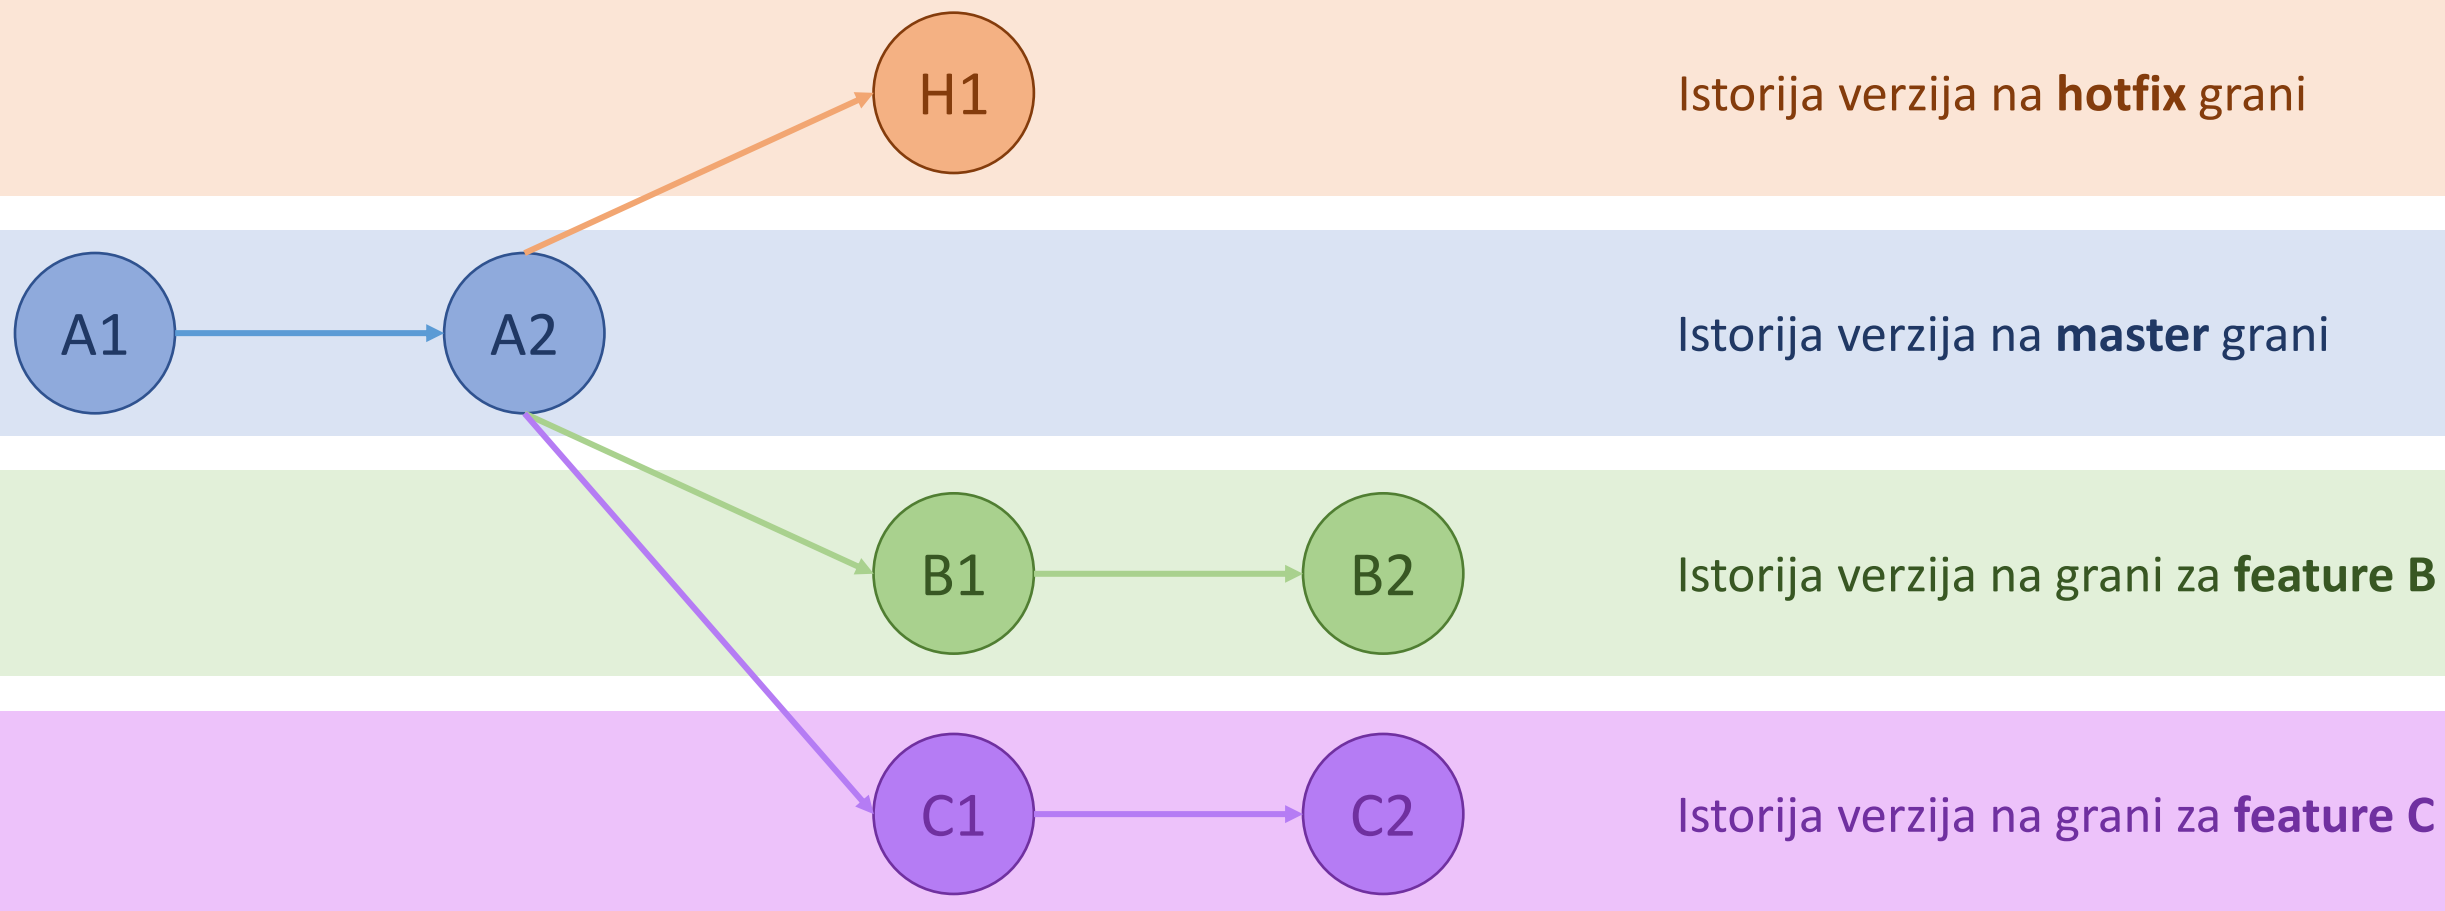 H1
Istorija verzija na hotfix grani
A1
A2
Istorija verzija na master grani
B1
B2
Istorija verzija na grani za feature B
C1
C2
Istorija verzija na grani za feature C